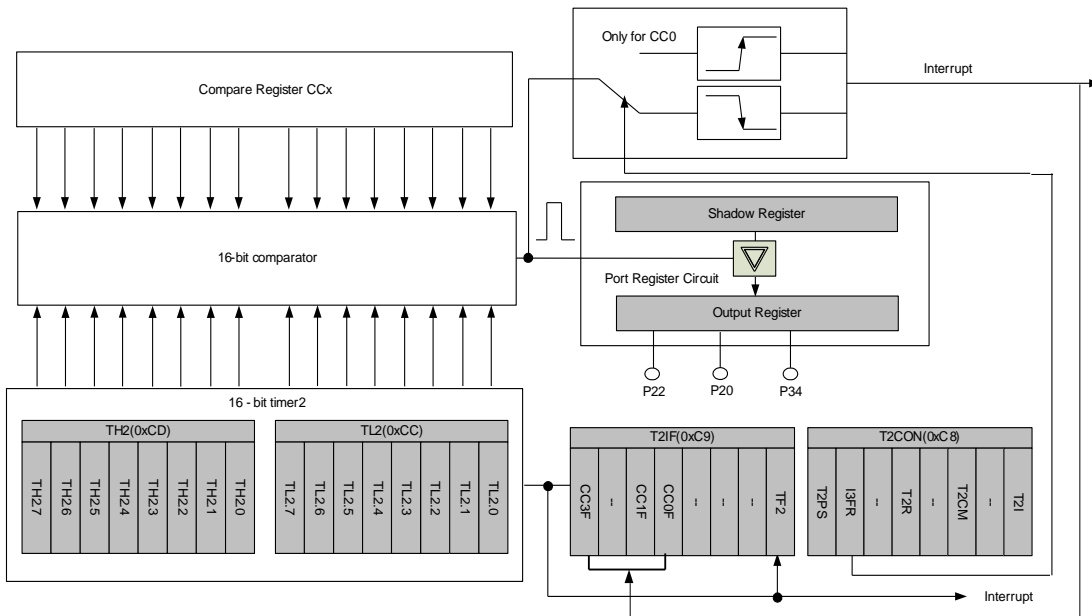 Only for CC0
Interrupt
Compare Register CCx
Shadow Register
16-bit comparator
Port Register Circuit
Output Register
P22
P20
P34
16 - bit timer2
TH2(0xCD)
TL2(0xCC)
T2IF(0xC9)
T2CON(0xC8)
TH2.7
TH2.6
TH2.5
TH2.4
TH2.3
TH2.2
TH2.1
TH2.0
TL2.7
TL2.6
TL2.5
TL2.4
TL2.3
TL2.2
TL2.1
TL2.0
CC3F
--
CC1F
CC0F
--
--
--
TF2
T2PS
I3FR
--
T2R
--
T2CM
--
T2I
Interrupt